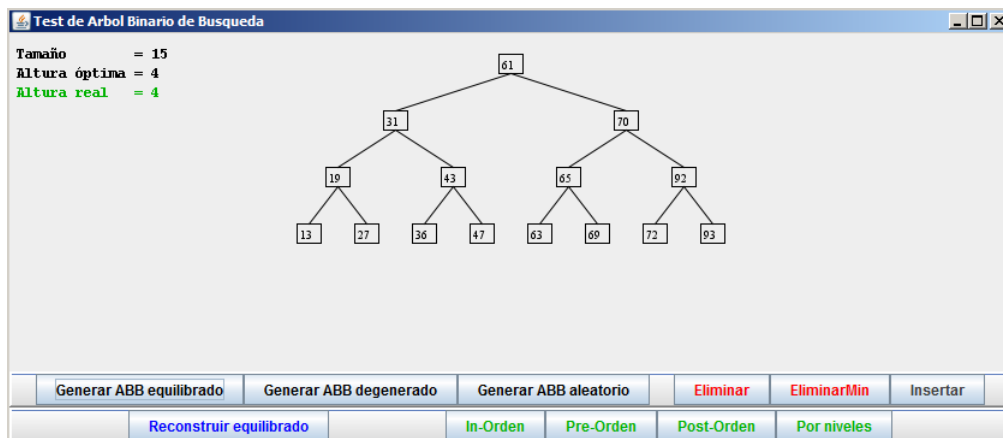 Test de Arbol Binario de Busqueda
Tamaño = 15
Altura óptima = 4
Altura real = 4
61
31 70
19 43 65 92
13 27 36 47 63 69 72 93
Generar ABB equilibrado Generar ABB degenerado Generar ABB aleatorio Eliminar EliminarMin Insertar
Reconstruir equilibrado In-Orden Pre-Orden Post-Orden Por niveles